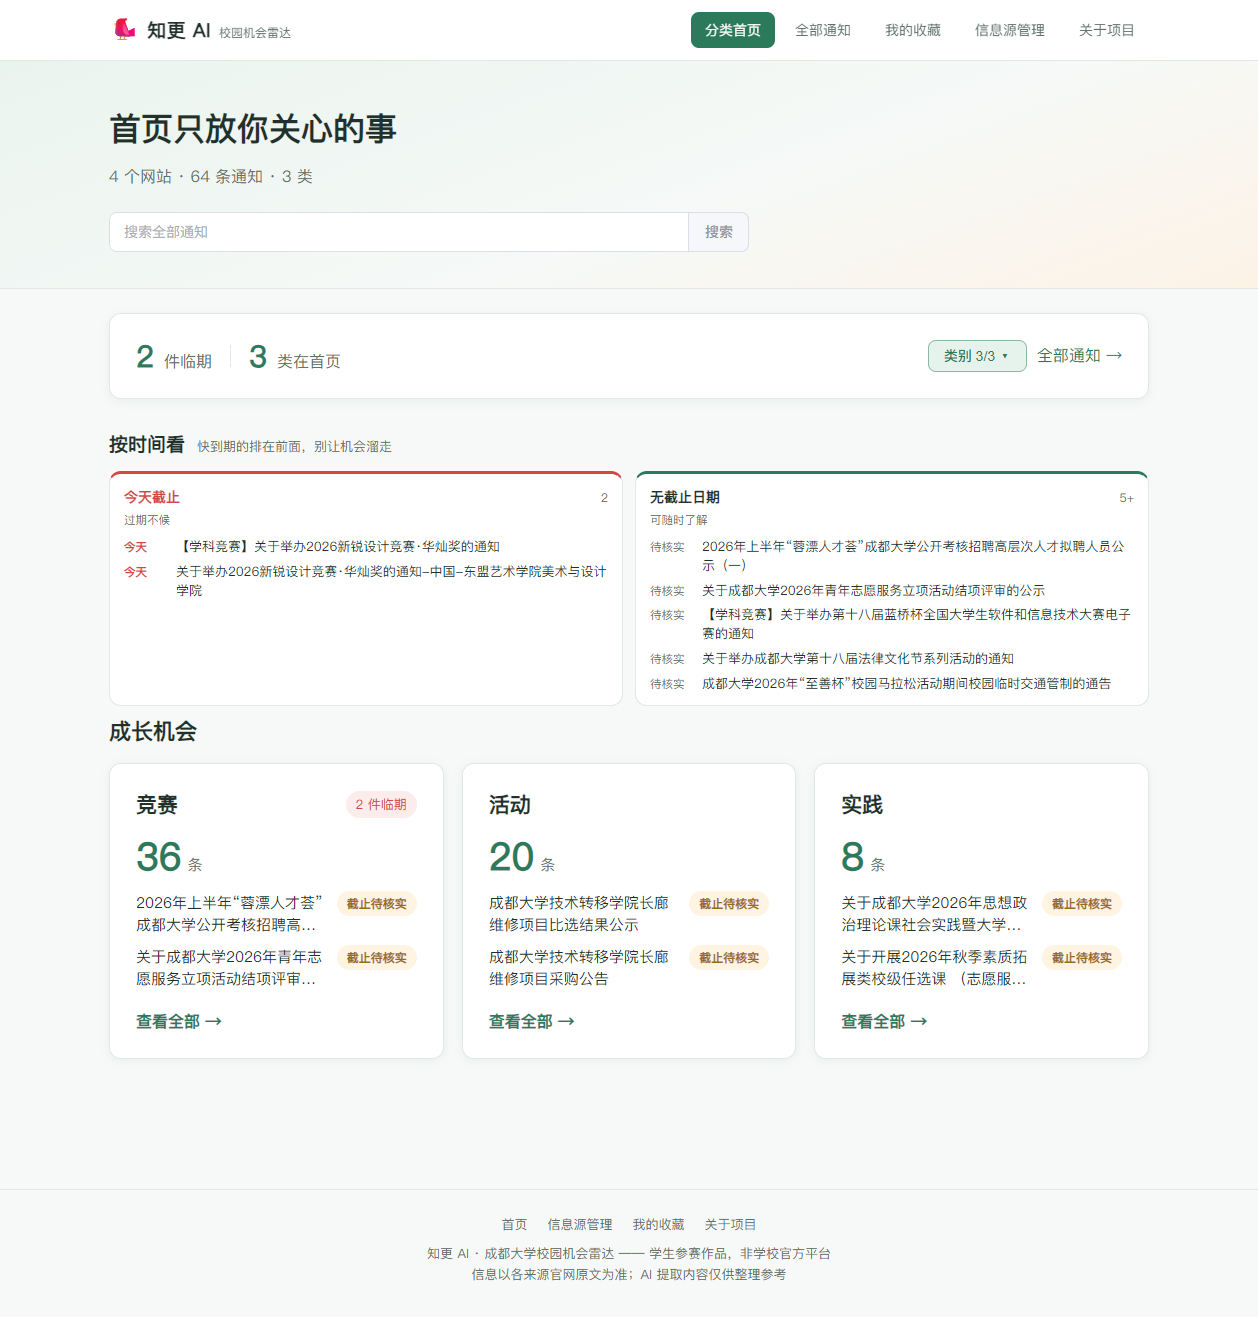 知更 AI 校园机会雷达
分类首页 全部通知 我的收藏 信息源管理 关于项目
首页只放你关心的事
4 个网站 · 64 条通知 · 3 类
搜索全部通知 搜索
2 件临期 3 类在首页 类别 3/3 ▾ 全部通知 →
按时间看 快到期的排在前面，别让机会溜走
今天截止 2
过期不候
今天 【学科竞赛】关于举办2026新锐设计竞赛·华灿奖的通知
今天 关于举办2026新锐设计竞赛·华灿奖的通知-中国-东盟艺术学院美术与设计
学院
无截止日期 5+
可随时了解
待核实 2026年上半年“蓉漂人才荟”成都大学公开考核招聘高层次人才拟聘人员公
示（一）
待核实 关于成都大学2026年青年志愿服务立项活动结项评审的公示
待核实 【学科竞赛】关于举办第十八届蓝桥杯全国大学生软件和信息技术大赛电子
赛的通知
待核实 关于举办成都大学第十八届法律文化节系列活动的通知
待核实 成都大学2026年“至善杯”校园马拉松活动期间校园临时交通管制的通告
成长机会
竞赛 2 件临期
36 条
2026年上半年“蓉漂人才荟” 截止待核实
成都大学公开考核招聘高…
关于成都大学2026年青年志 截止待核实
愿服务立项活动结项评审…
查看全部 →
活动
20 条
成都大学技术转移学院长廊 截止待核实
维修项目比选结果公示
成都大学技术转移学院长廊 截止待核实
维修项目采购公告
查看全部 →
实践
8 条
关于成都大学2026年思想政 截止待核实
治理论课社会实践暨大学…
关于开展2026年秋季素质拓 截止待核实
展类校级任选课 （志愿服…
查看全部 →
首页 信息源管理 我的收藏 关于项目
知更 AI · 成都大学校园机会雷达 —— 学生参赛作品，非学校官方平台
信息以各来源官网原文为准；AI 提取内容仅供整理参考